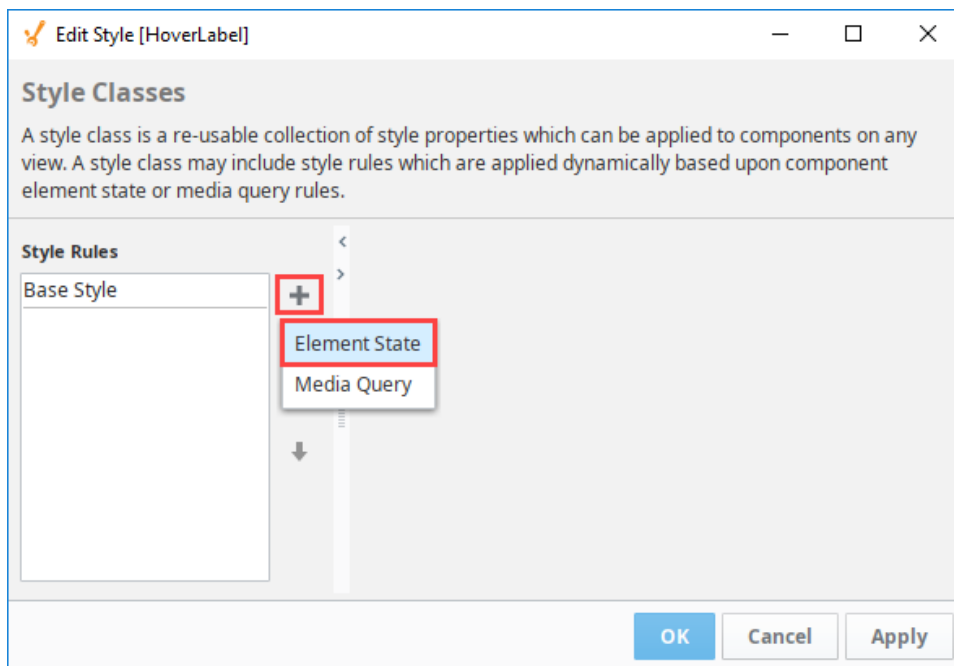 Edit Style [HoverLabel]
Style Classes
A style class is a re-usable collection of style properties which can be applied to components on any
view. A style class may include style rules which are applied dynamically based upon component
element state or media query rules.
Style Rules
Base Style
Element State
Media Query
OK
Cancel
Apply